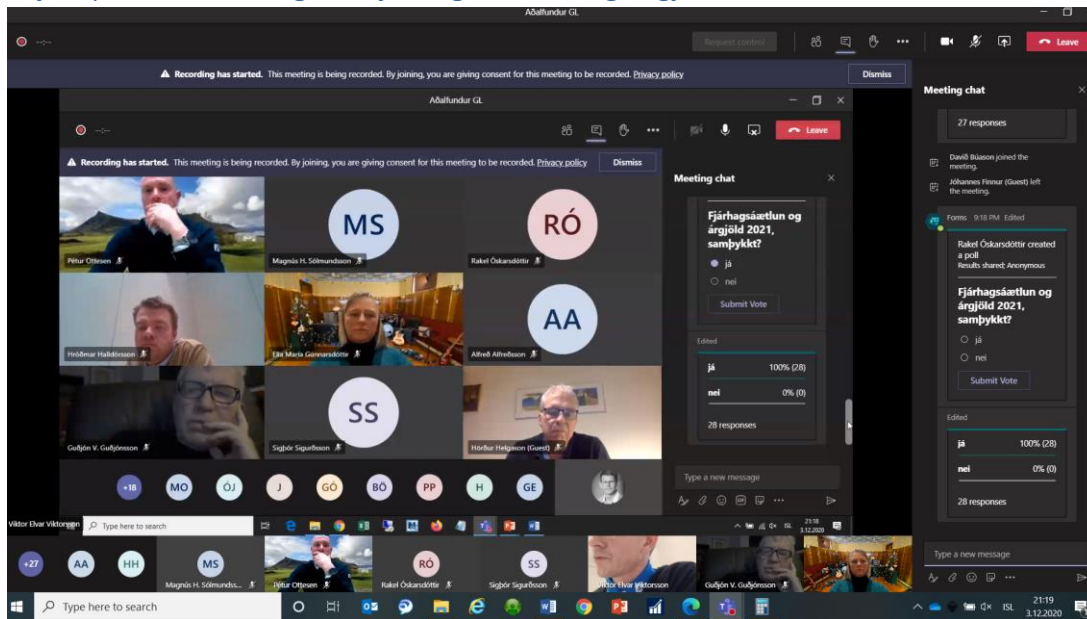 Aðalfundur GL
--:--
Request control
Leave
Recording has started. This meeting is being recorded. By joining, you are giving consent for this meeting to be recorded. Privacy policy
Dismiss
Aðalfundur GL
--:--
Leave
Recording has started. This meeting is being recorded. By joining, you are giving consent for this meeting to be recorded. Privacy policy
Dismiss
Pétur Ottesen
MS
Magnús H. Sólmundsson
RÓ
Rakel Óskarsdóttir
Hróðmar Halldórsson
Ella María Gunnarsdóttir
AA
Alfreð Alfreðsson
Guðjón V. Guðjónsson
SS
Sigþór Sigurðsson
Hörður Helgason (Guest)
+18
MO
ÓJ
J
GÓ
BÖ
PP
H
GE
Meeting chat
Fjárhagsáætlun og
árgjöld 2021,
samþykkt?
já
nei
Submit Vote
Edited
já 100% (28)
nei 0% (0)
28 responses
Type a new message
Viktor Elvar Viktorsson
Type here to search
ISL
21:18
3.12.2020
+27
AA
HH
MS
Magnús H. Sólmundss...
Pétur Ottesen
RÓ
Rakel Óskarsdóttir
SS
Sigþór Sigurðsson
Viktor Elvar Viktorsson
Guðjón V. Guðjónsson
Meeting chat
27 responses
Davíð Búason joined the
meeting.
Jóhannes Finnur (Guest) left
the meeting.
Forms 9:18 PM Edited
Rakel Óskarsdóttir created
a poll
Results shared; Anonymous
Fjárhagsáætlun og
árgjöld 2021,
samþykkt?
já
nei
Submit Vote
Edited
já 100% (28)
nei 0% (0)
28 responses
Type a new message
Type here to search
ISL
21:19
3.12.2020